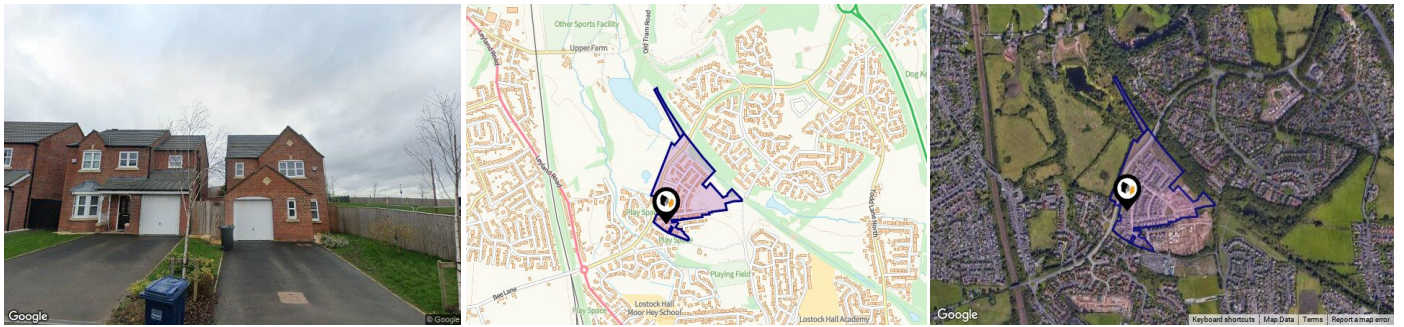 Google
© Google
Other Sports Facility
Old Tram Road
Leyland Road
Upper Farm
Leyland Road
Play Space
Play
Todd Lane North
Playing Field
Bee Lane
Play Space
Lostock Hall
Moor Hey School
Lostock Hall Academy
Google
Keyboard shortcuts
Map Data
Terms
Report a map error